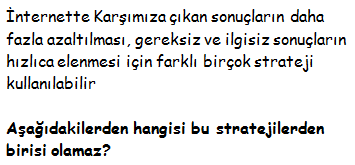 İnternette Karşımıza çıkan sonuçların daha
fazla azaltılması, gereksiz ve ilgisiz sonuçların
hızlıca elenmesi için farklı birçok strateji
kullanılabilir
Aşağıdakilerden hangisi bu stratejilerden
birisi olamaz?